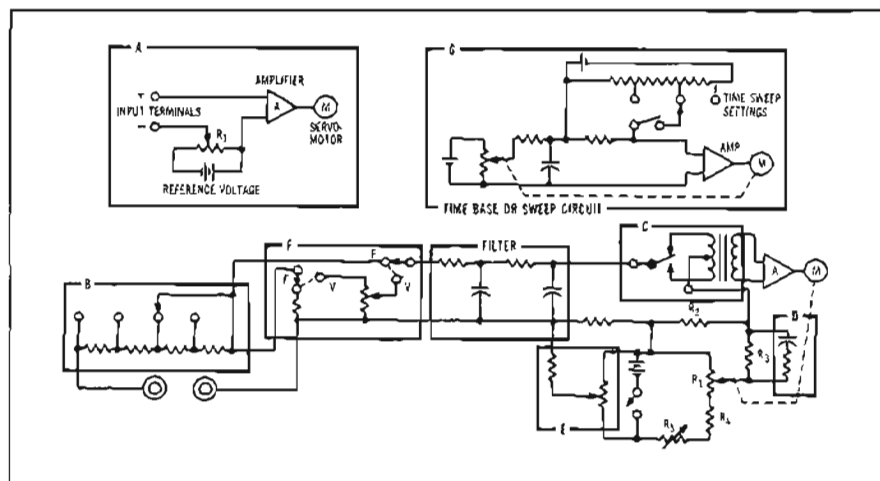 A
AMPLIFIER
+
A
M
INPUT TERMINALS
−
R1
SERVO-
MOTOR
REFERENCE VOLTAGE
G
TIME SWEEP
SETTINGS
AMP
M
TIME BASE OR SWEEP CIRCUIT
B
F
F
F
V
V
FILTER
C
A
M
R2
D
R3
R1
R4
E
R5